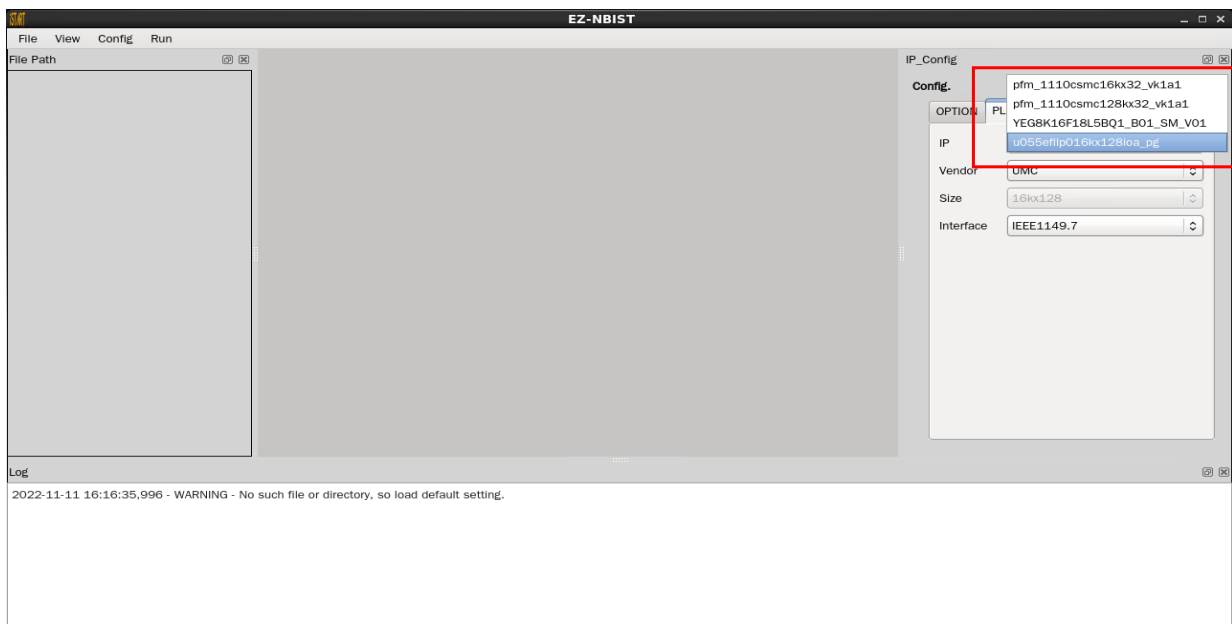 iSTART
EZ-NBIST
File View Config Run
File Path
IP_Config
Config.
pfm_1110csmc16kx32_vk1a1
pfm_1110csmc128kx32_vk1a1
YEG8K16F18L5BQ1_B01_SM_V01
u055efllp016kx128ioa_pg
OPTION PL
IP
Vendor UMC
Size 16kx128
Interface IEEE1149.7
Log
2022-11-11 16:16:35,996 - WARNING - No such file or directory, so load default setting.